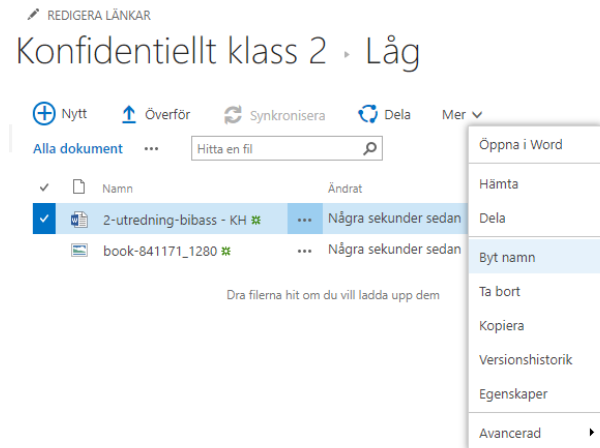 REDIGERA LÄNKAR
Konfidentiellt klass 2 ▸ Låg
Nytt Överför Synkronisera Dela Mer
Alla dokument ••• Hitta en fil
Namn Ändrat
2-utredning-bibass - KH ••• Några sekunder sedan
book-841171_1280 ••• Några sekunder sedan
Dra filerna hit om du vill ladda upp dem
Öppna i Word
Hämta
Dela
Byt namn
Ta bort
Kopiera
Versionshistorik
Egenskaper
Avancerad